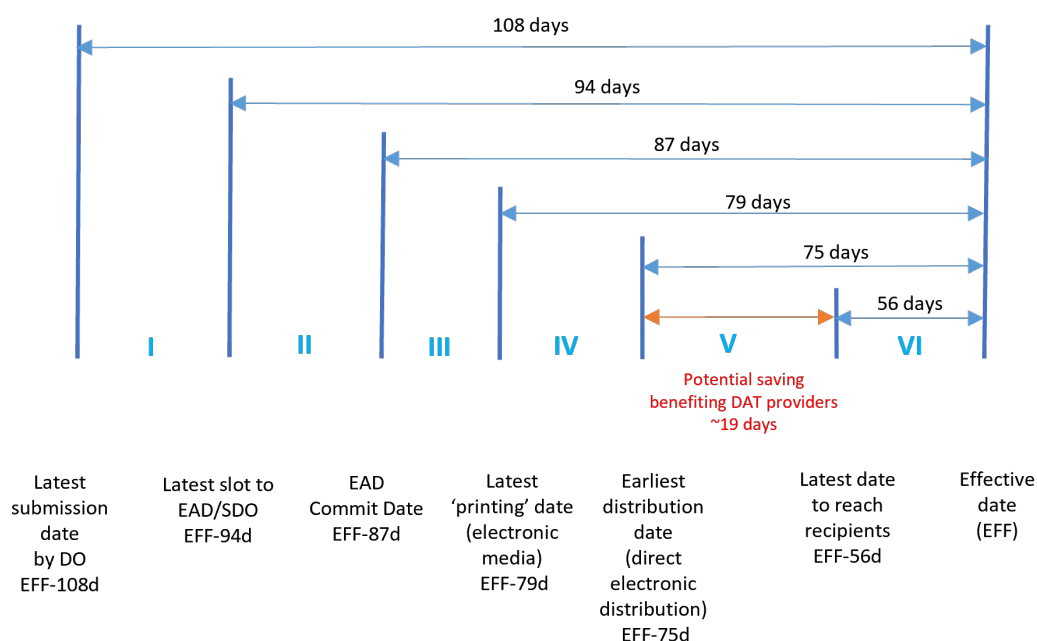 108 days
94 days
87 days
79 days
75 days
56 days
I
II
III
IV
V
VI
Potential saving
benefiting DAT providers
~19 days
Latest
submission
date
by DO
EFF-108d
Latest slot to
EAD/SDO
EFF-94d
EAD
Commit Date
EFF-87d
Latest
‘printing’ date
(electronic
media)
EFF-79d
Earliest
distribution
date
(direct
electronic
distribution)
EFF-75d
Latest date
to reach
recipients
EFF-56d
Effective
date
(EFF)